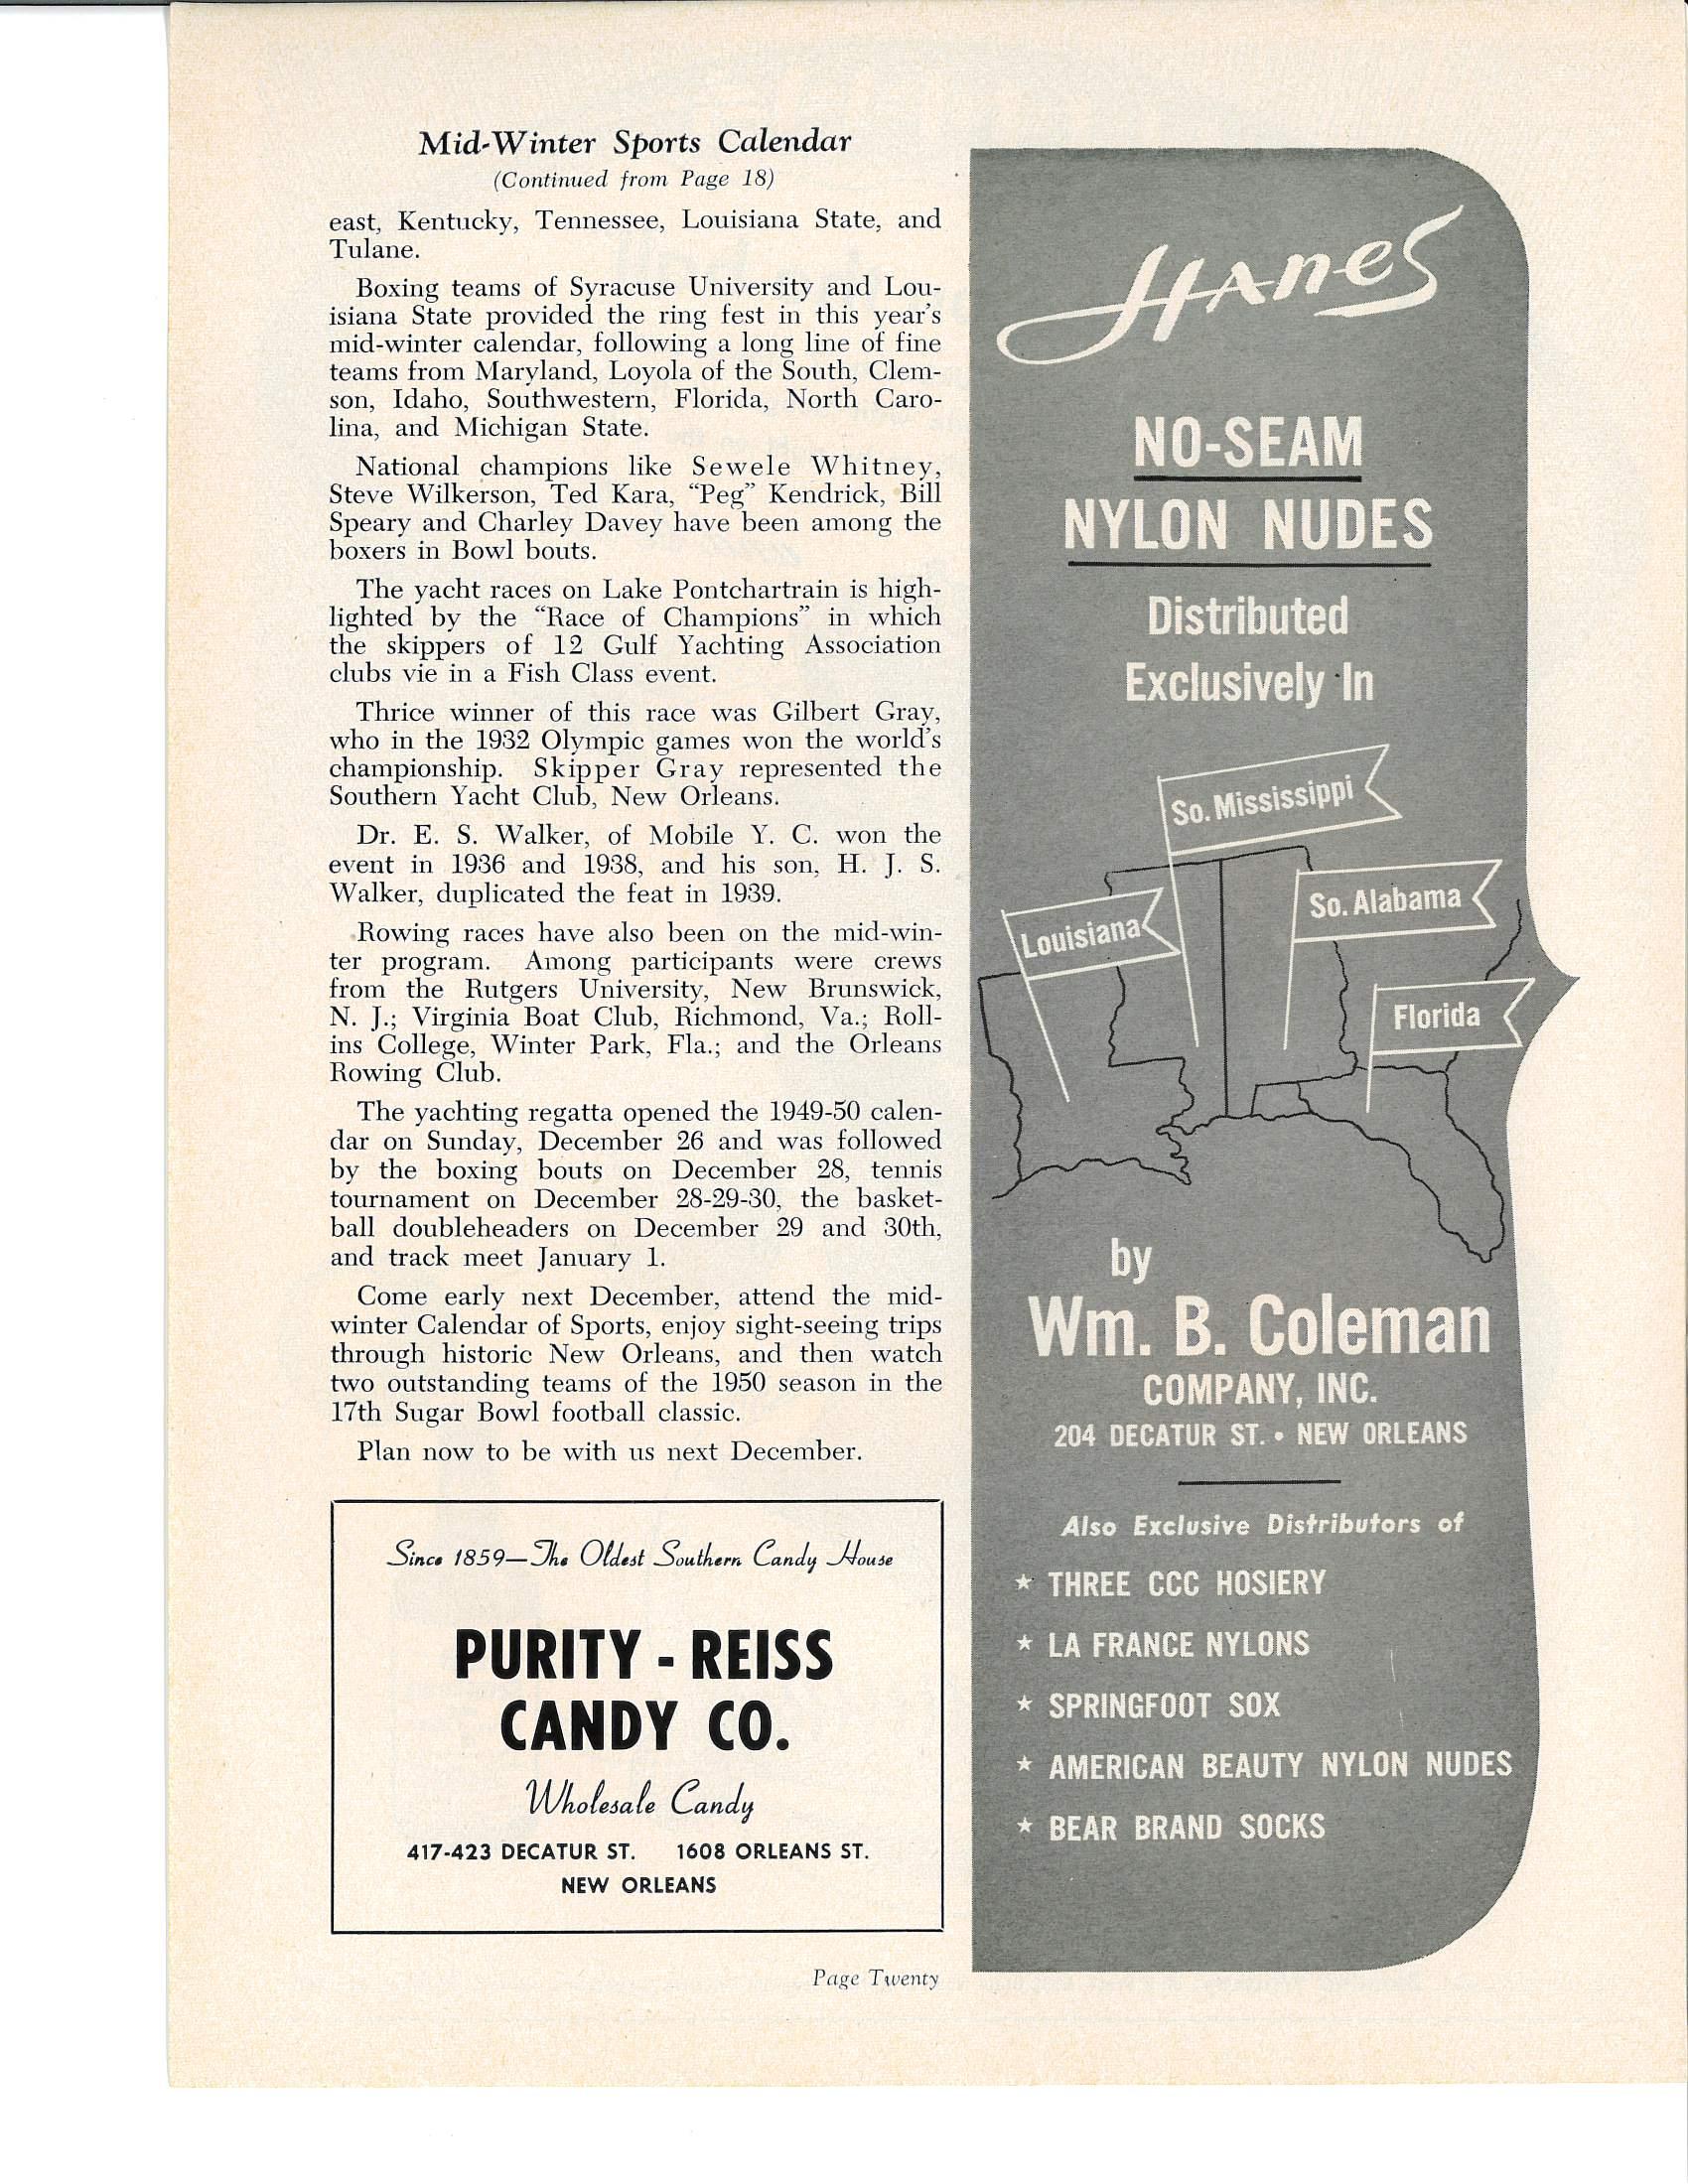 Mid-Winter Sports Calendar
(Continued from Page 18)
east, Kentucky, Tennessee, Louisiana State, and
Tulane.
Boxing teams of Syracuse University and Lou-
isiana State provided the ring fest in this year's
mid-winter calendar, following a long line of fine
teams from Maryland, Loyola of the South, Clem-
son, Idaho, Southwestern, Florida, North Caro-
lina, and Michigan State.
National champions like Sewele Whitney,
Steve Wilkerson, Ted Kara, “Peg” Kendrick, Bill
Speary and Charley Davey have been among the
boxers in Bowl bouts.
The yacht races on Lake Pontchartrain is high-
lighted by the “Race of Champions” in which
the skippers of 12 Gulf Yachting Association
clubs vie in a Fish Class event.
Thrice winner of this race was Gilbert Gray,
who in the 1932 Olympic games won the world's
championship. Skipper Gray represented the
Southern Yacht Club, New Orleans.
Dr. E. S. Walker, of Mobile Y. C. won the
event in 1936 and 1938, and his son, H. J. S.
Walker, duplicated the feat in 1939.
Rowing races have also been on the mid-win-
ter program. Among participants were crews
from the Rutgers University, New Brunswick,
N. J.; Virginia Boat Club, Richmond, Va.; Roll-
ins College, Winter Park, Fla.; and the Orleans
Rowing Club.
The yachting regatta opened the 1949-50 calen-
dar on Sunday, December 26 and was followed
by the boxing bouts on December 28, tennis
tournament on December 28-29-30, the basket-
ball doubleheaders on December 29 and 30th,
and track meet January 1.
Come early next December, attend the mid-
winter Calendar of Sports, enjoy sight-seeing trips
through historic New Orleans, and then watch
two outstanding teams of the 1950 season in the
17th Sugar Bowl football classic.
Plan now to be with us next December.
Since 1859—The Oldest Southern Candy House
PURITY - REISS
CANDY CO.
Wholesale Candy
417-423 DECATUR ST. 1608 ORLEANS ST.
NEW ORLEANS
Page Twenty
Hanes
NO-SEAM
NYLON NUDES
Distributed
Exclusively In
So. Mississippi
So. Alabama
Louisiana
Florida
by
Wm. B. Coleman
COMPANY, INC.
204 DECATUR ST. • NEW ORLEANS
Also Exclusive Distributors of
★ THREE CCC HOSIERY
★ LA FRANCE NYLONS
★ SPRINGFOOT SOX
★ AMERICAN BEAUTY NYLON NUDES
★ BEAR BRAND SOCKS